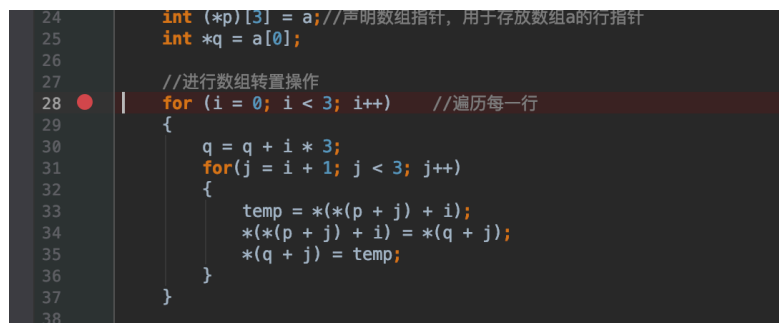 24 int (*p)[3] = a;//声明数组指针，用于存放数组a的行指针
25 int *q = a[0];
26
27 //进行数组转置操作
28 for (i = 0; i < 3; i++) //遍历每一行
29 {
30 q = q + i * 3;
31 for(j = i + 1; j < 3; j++)
32 {
33 temp = *(*(p + j) + i);
34 *(*(p + j) + i) = *(q + j);
35 *(q + j) = temp;
36 }
37 }
38